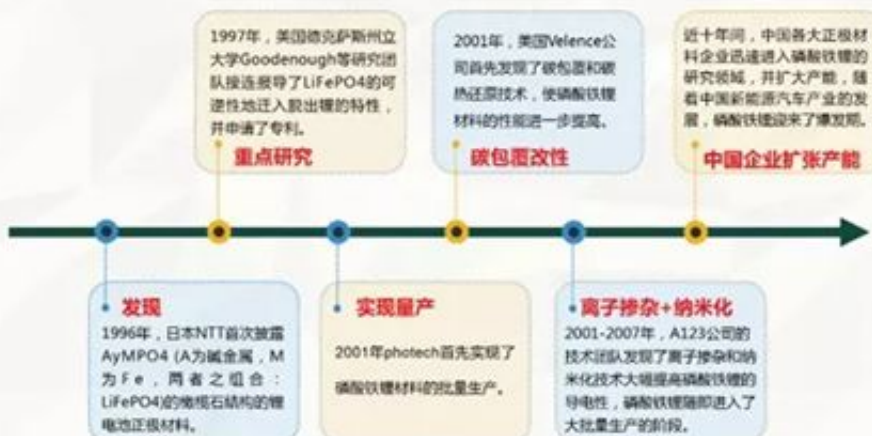 1997年，美国德克萨斯州立
大学Goodenough等研究团
队接连报导了LiFePO4的可
逆性地迁入脱出锂的特性，
并申请了专利。
重点研究
2001年，美国Velence公
司首先发现了碳包覆和碳
热还原技术，使磷酸铁锂
材料的性能进一步提高。
碳包覆改性
近十年间，中国各大正极材
料企业迅速进入磷酸铁锂的
研究领域，并扩大产能，随
着中国新能源汽车产业的发
展，磷酸铁锂迎来了爆发期。
中国企业扩张产能
发现
1996年，日本NTT首次披露
AyMPO4 (A为碱金属，M
为Fe，两者之组合：
LiFePO4)的橄榄石结构的锂
电池正极材料。
实现量产
2001年photech首先实现了
磷酸铁锂材料的批量生产。
离子掺杂+纳米化
2001-2007年，A123公司的
技术团队发现了离子掺杂和纳
米化技术大幅提高磷酸铁锂的
导电性，磷酸铁锂随即进入了
大批量生产的阶段。